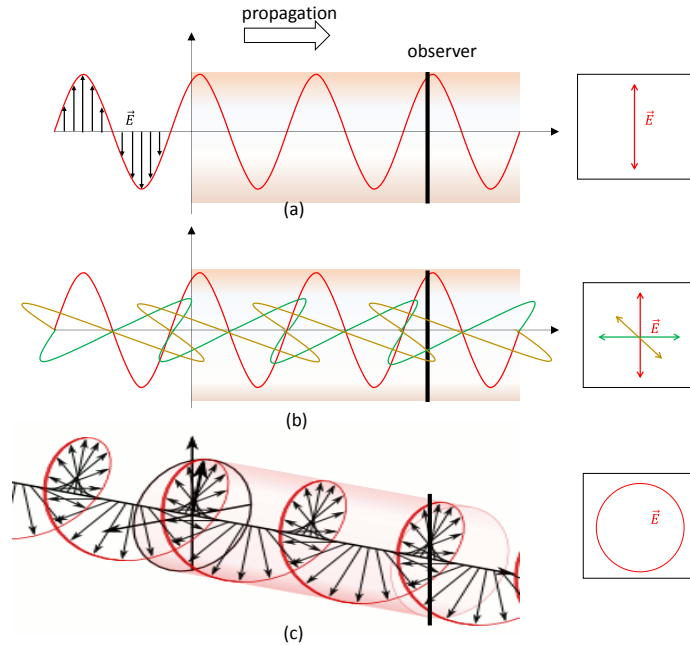 propagation
observer
E⃗
E⃗
(a)
E⃗
(b)
E⃗
(c)